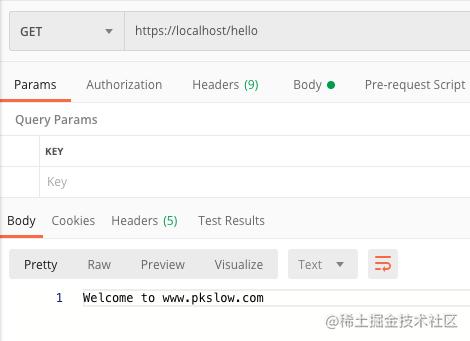 GET https://localhost/hello
Params Authorization Headers (9) Body Pre-request Script
Query Params
KEY
Key
Body Cookies Headers (5) Test Results
Pretty Raw Preview Visualize Text
1 Welcome to www.pkslow.com
@稀土掘金技术社区